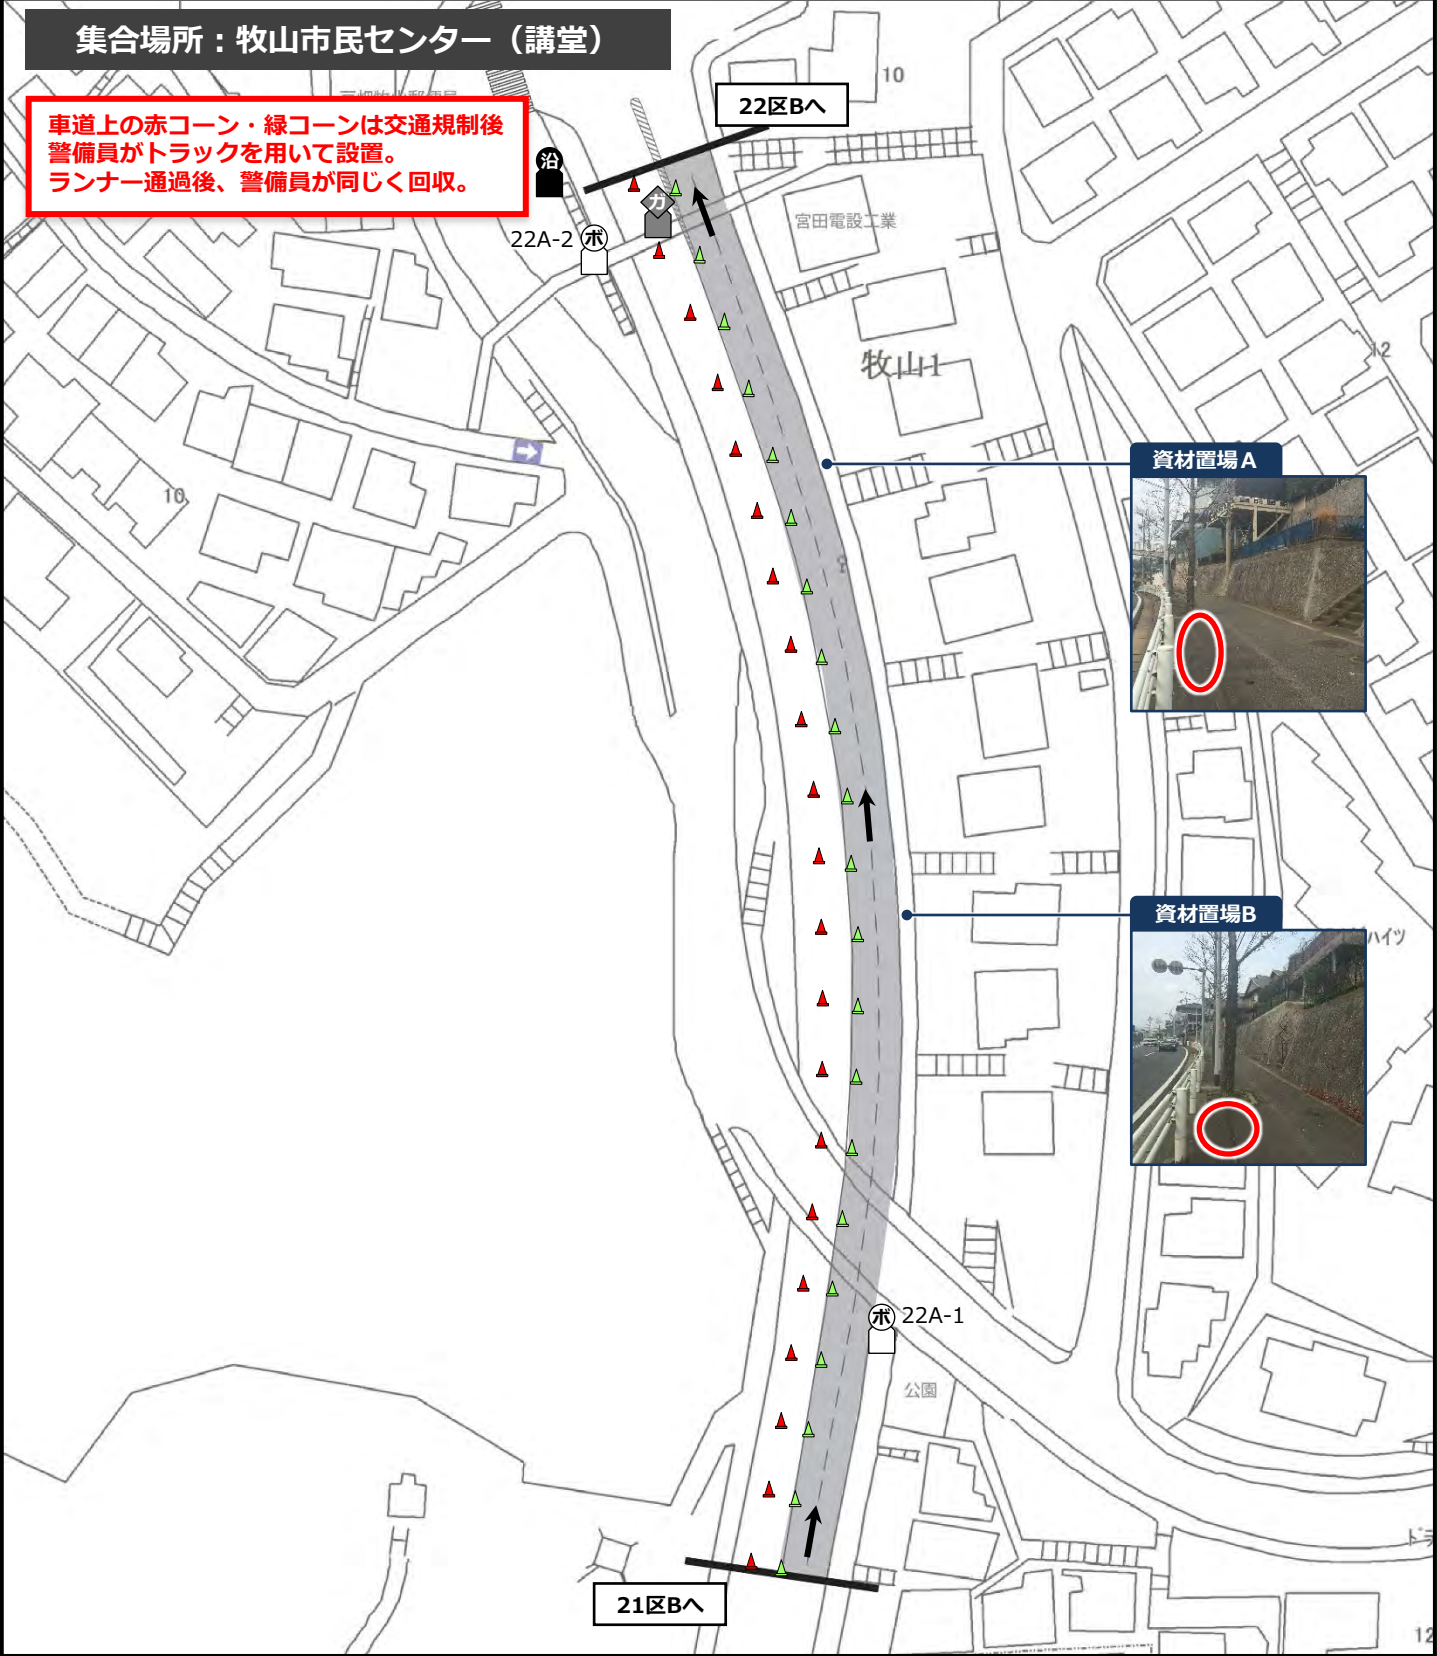 集合場所：牧山市民センター（講堂）
車道上の赤コーン・緑コーンは交通規制後
警備員がトラックを用いて設置。
ランナー通過後、警備員が同じく回収。
22区Bへ
10
沿
ガ
22A-2
ボ
宮田電設工業
牧山1
12
資材置場A
10
資材置場B
ハイツ
ボ
22A-1
公園
21区Bへ
12